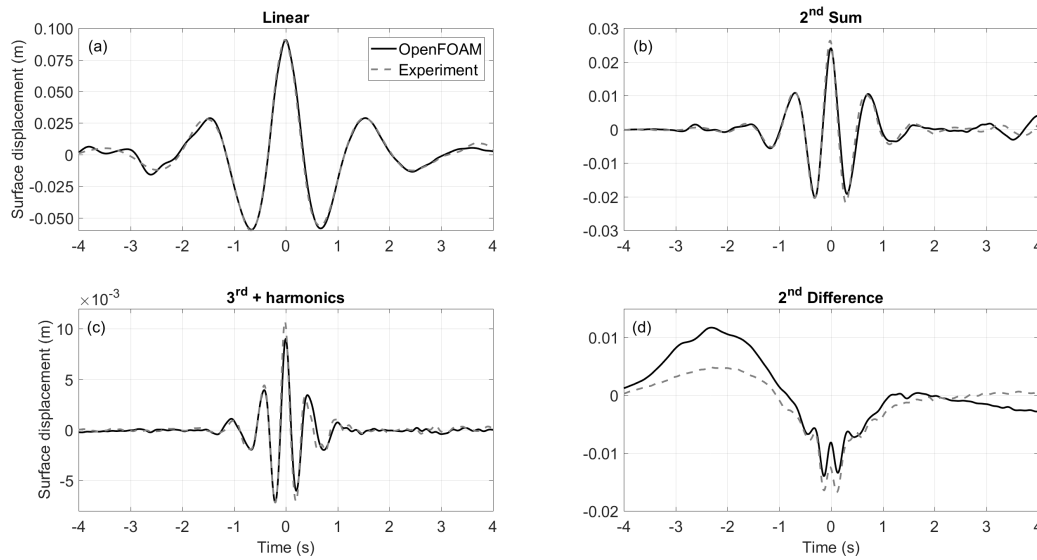 Linear
(a)
OpenFOAM
Experiment
Surface displacement (m)
0.100
0.075
0.050
0.025
0
-0.025
-0.050
-4 -3 -2 -1 0 1 2 3 4
2nd Sum
(b)
0.03
0.02
0.01
0
-0.01
-0.02
-0.03
-4 -3 -2 -1 0 1 2 3 4
3rd + harmonics
×10-3
(c)
Surface displacement (m)
10
5
0
-5
-4 -3 -2 -1 0 1 2 3 4
Time (s)
2nd Difference
(d)
0.01
0
-0.01
-0.02
-4 -3 -2 -1 0 1 2 3 4
Time (s)